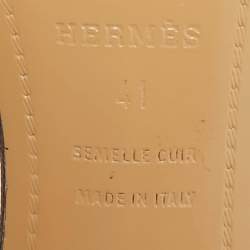 HERMÈS
41
SEMELLE CUIR
MADE IN ITALY